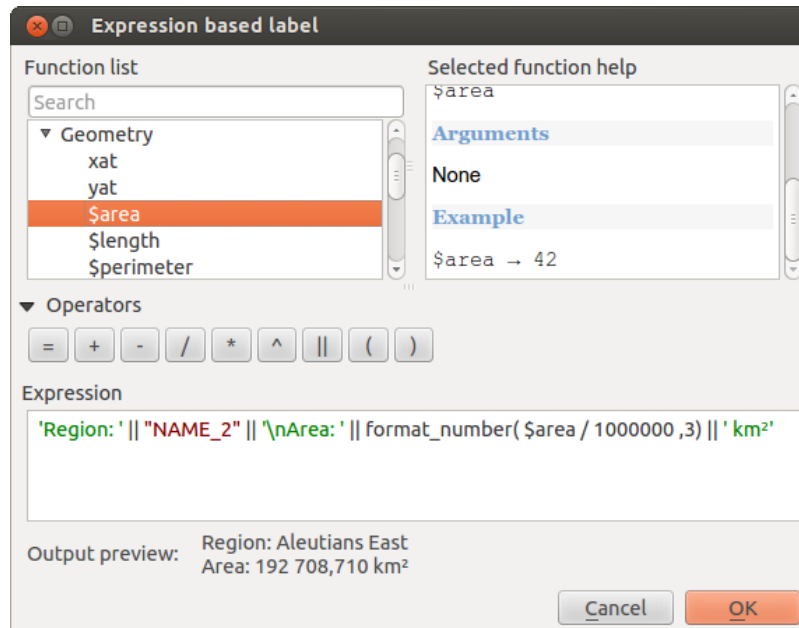 Expression based label
Function list
Search
Geometry
xat
yat
$area
$length
$perimeter
Selected function help
$area
Arguments
None
Example
$area → 42
Operators
= + - / * ^ || ( )
Expression
'Region: ' || "NAME_2" || '\nArea: ' || format_number( $area / 1000000 ,3) || ' km²'
Output preview:
Region: Aleutians East
Area: 192 708,710 km²
Cancel
OK